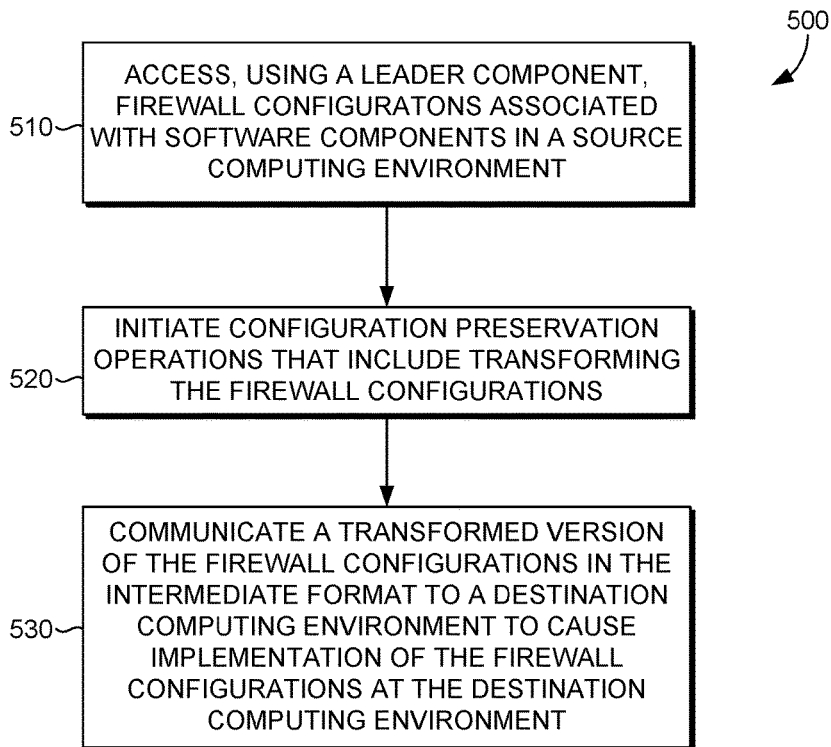 500
510
ACCESS, USING A LEADER COMPONENT,
FIREWALL CONFIGURATONS ASSOCIATED
WITH SOFTWARE COMPONENTS IN A SOURCE
COMPUTING ENVIRONMENT
520
INITIATE CONFIGURATION PRESERVATION
OPERATIONS THAT INCLUDE TRANSFORMING
THE FIREWALL CONFIGURATIONS
530
COMMUNICATE A TRANSFORMED VERSION
OF THE FIREWALL CONFIGURATIONS IN THE
INTERMEDIATE FORMAT TO A DESTINATION
COMPUTING ENVIRONMENT TO CAUSE
IMPLEMENTATION OF THE FIREWALL
CONFIGURATIONS AT THE DESTINATION
COMPUTING ENVIRONMENT